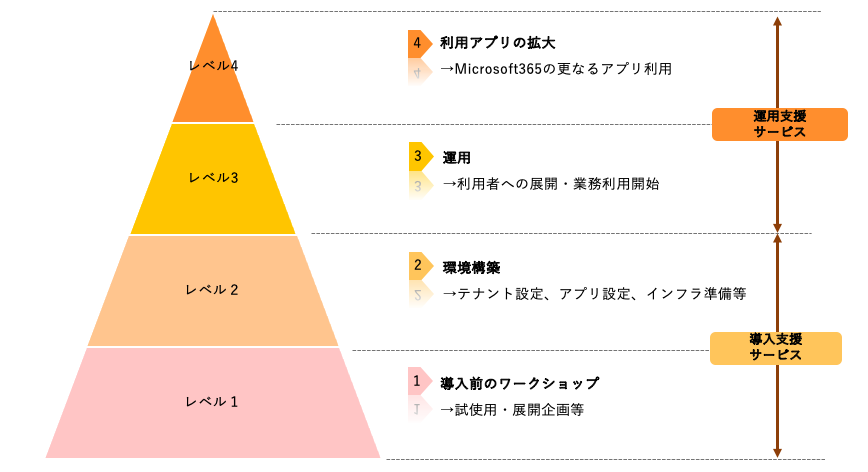 レベル4
4
利用アプリの拡大
→Microsoft365の更なるアプリ利用
運用支援
サービス
レベル3
3
運用
→利用者への展開・業務利用開始
レベル2
2
環境構築
→テナント設定、アプリ設定、インフラ準備等
導入支援
サービス
レベル1
1
導入前のワークショップ
→試使用・展開企画等